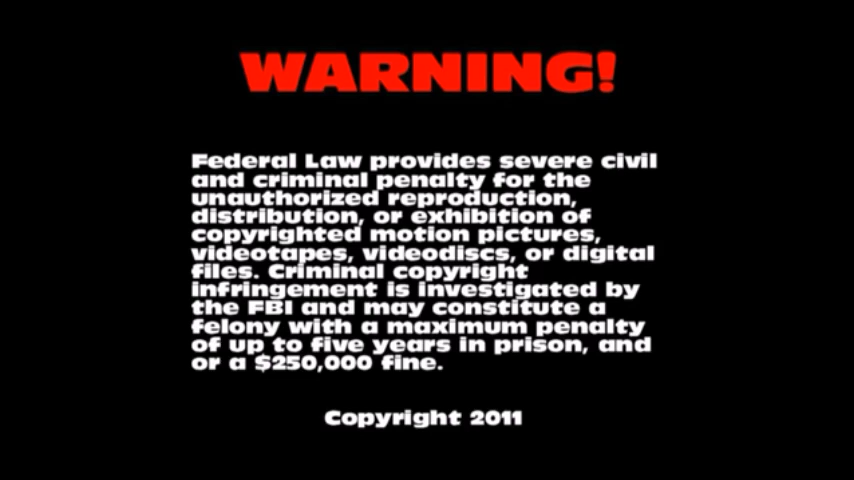 WARNING!
Federal Law provides severe civil
and criminal penalty for the
unauthorized reproduction,
distribution, or exhibition of
copyrighted motion pictures,
videotapes, videodiscs, or digital
files. Criminal copyright
infringement is investigated by
the FBI and may constitute a
felony with a maximum penalty
of up to five years in prison, and
or a $250,000 fine.
Copyright 2011